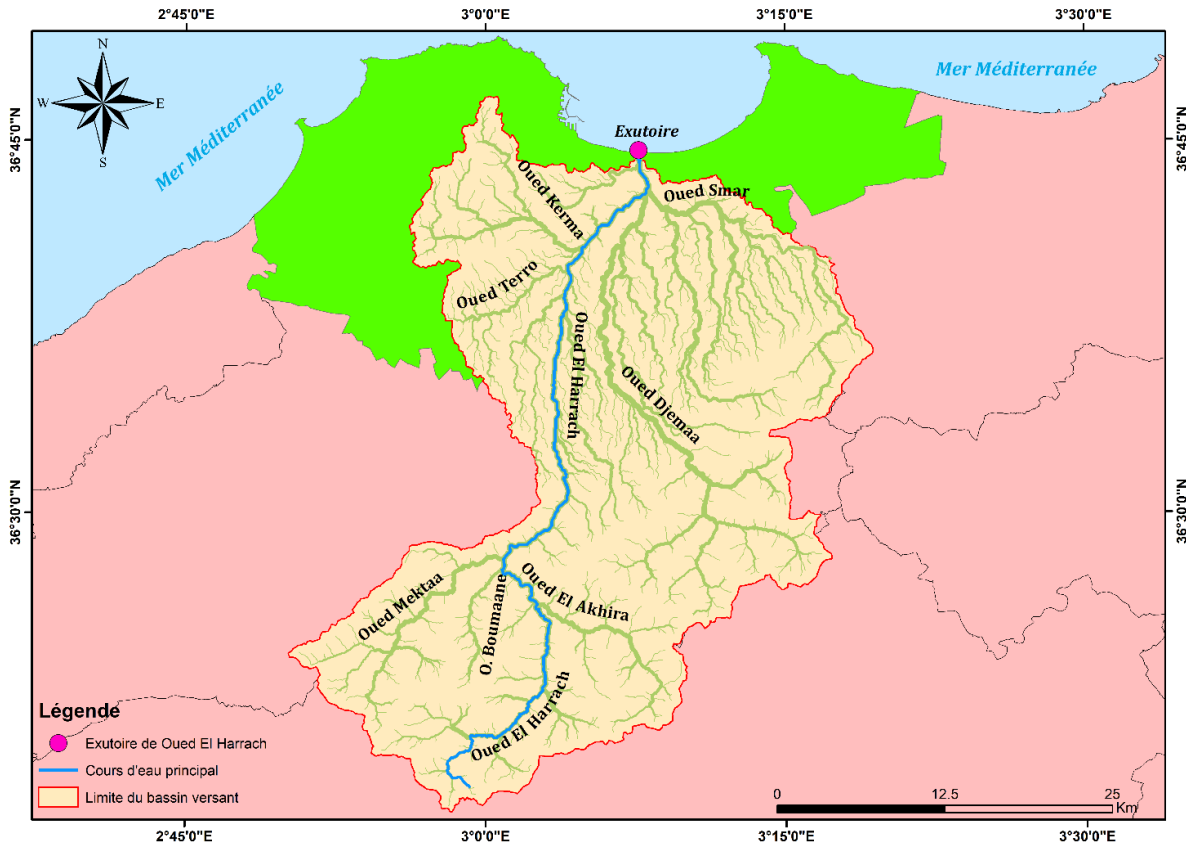 2°45'0"E 3°0'0"E 3°15'0"E 3°30'0"E
N
W E
S
Mer Méditerranée
Mer Méditerranée
36°45'0"N
36°45'0"N
Exutoire
Oued Smar
Oued Kerma
Oued Terro
Oued El Harrach
Oued Djemaa
36°30'0"N
36°30'0"N
Oued Mektaa
O. Boumaane
Oued El Akhira
Oued El Harrach
Légende
Exutoire de Oued El Harrach
Cours d'eau principal
Limite du bassin versant
0 12.5 25
Km
2°45'0"E 3°0'0"E 3°15'0"E 3°30'0"E